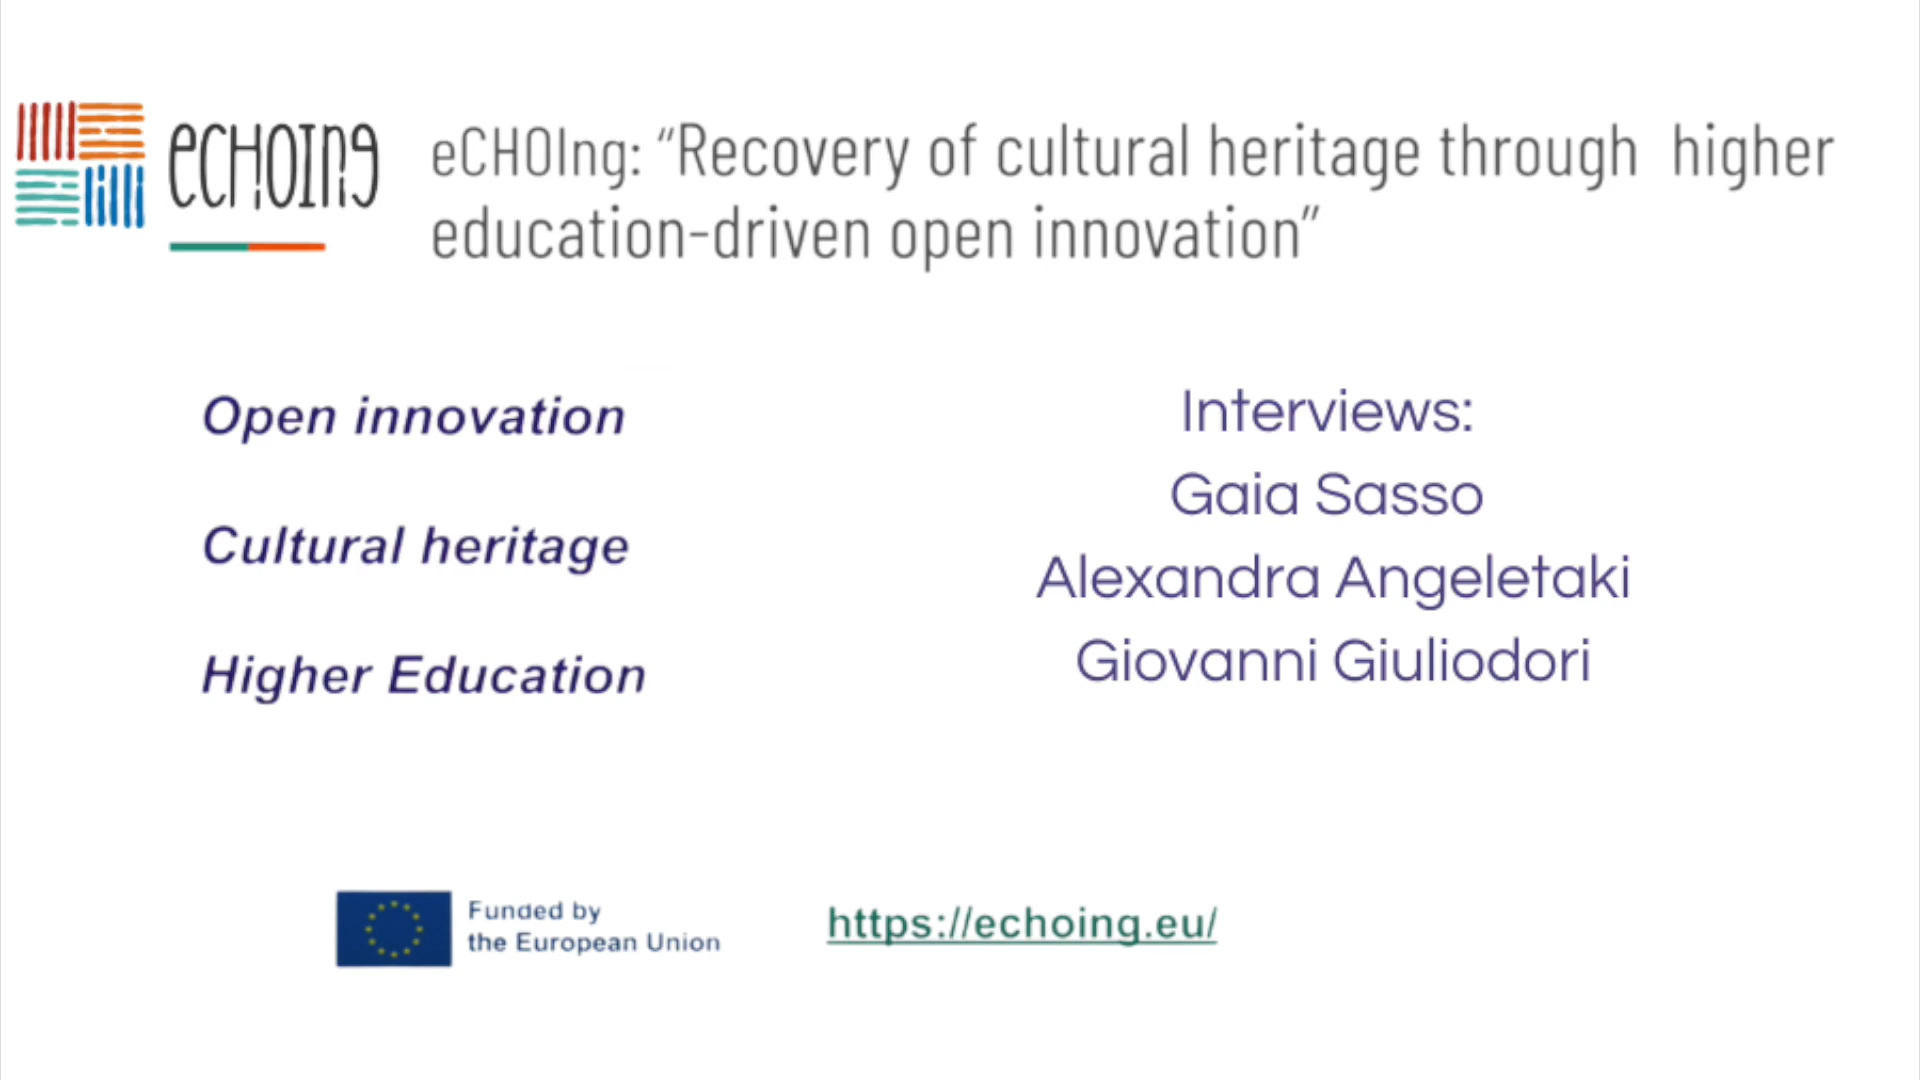 eCHOIng
eCHOIng: “Recovery of cultural heritage through higher
education-driven open innovation”
Open innovation
Cultural heritage
Higher Education
Interviews:
Gaia Sasso
Alexandra Angeletaki
Giovanni Giuliodori
Funded by
the European Union
https://echoing.eu/